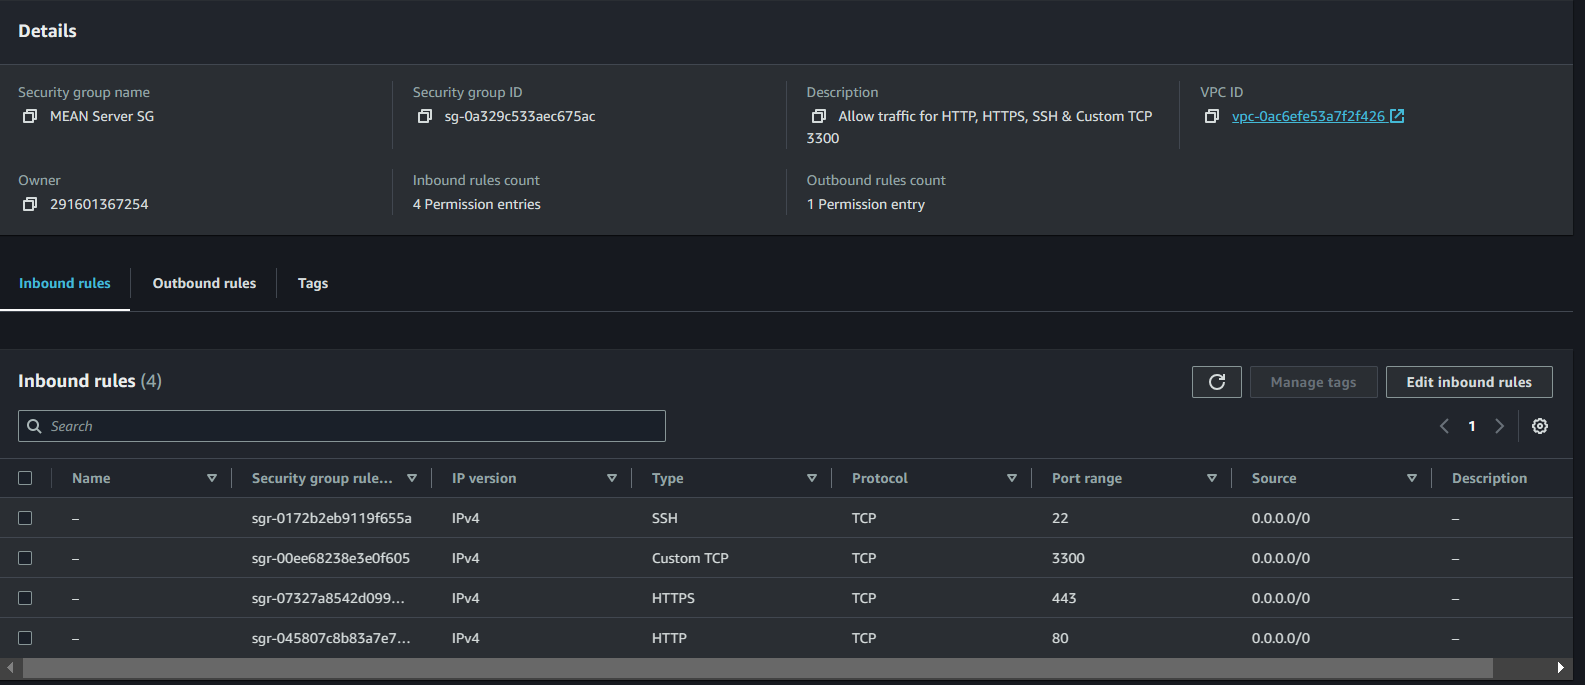 Details
Security group name
MEAN Server SG
Security group ID
sg-0a329c533aec675ac
Description
Allow traffic for HTTP, HTTPS, SSH & Custom TCP
3300
VPC ID
vpc-0ac6efe53a7f2f426
Owner
291601367254
Inbound rules count
4 Permission entries
Outbound rules count
1 Permission entry
Inbound rules Outbound rules Tags
Inbound rules (4)
Manage tags Edit inbound rules
Search
1
Name Security group rule... IP version Type Protocol Port range Source Description
– sgr-0172b2eb9119f655a IPv4 SSH TCP 22 0.0.0.0/0 –
– sgr-00ee68238e3e0f605 IPv4 Custom TCP TCP 3300 0.0.0.0/0 –
– sgr-07327a8542d099... IPv4 HTTPS TCP 443 0.0.0.0/0 –
– sgr-045807c8b83a7e7... IPv4 HTTP TCP 80 0.0.0.0/0 –